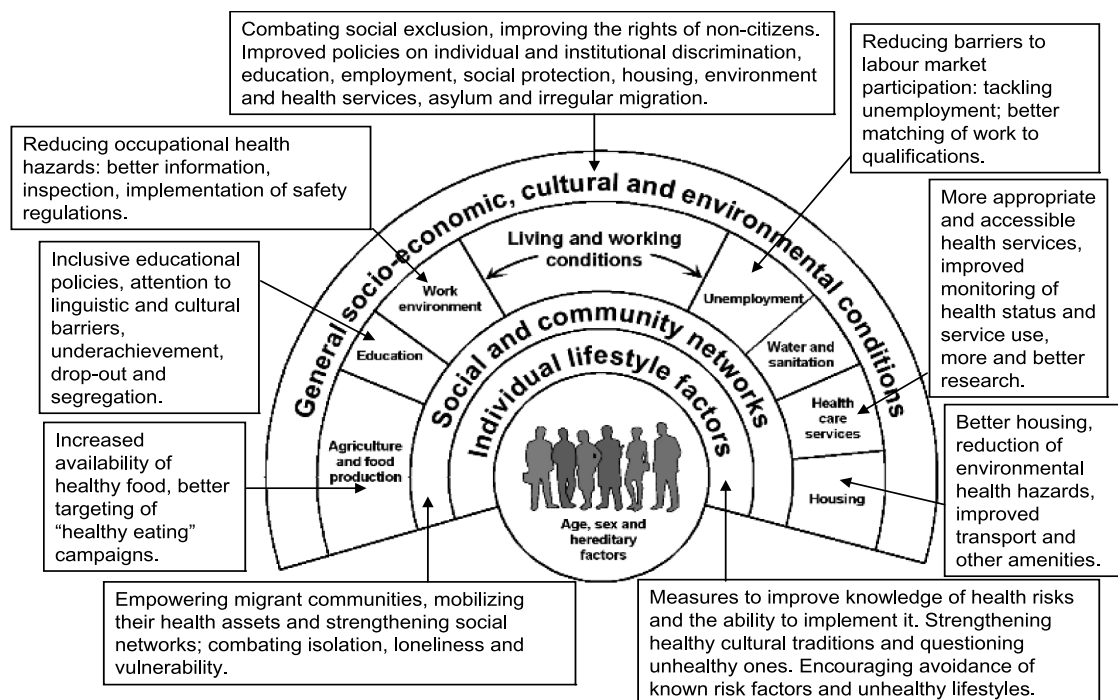 Combating social exclusion, improving the rights of non-citizens.
Improved policies on individual and institutional discrimination,
education, employment, social protection, housing, environment
and health services, asylum and irregular migration.
Reducing barriers to
labour market
participation: tackling
unemployment; better
matching of work to
qualifications.
Reducing occupational health
hazards: better information,
inspection, implementation of safety
regulations.
More appropriate
and accessible
health services,
improved
monitoring of
health status and
service use,
more and better
research.
Inclusive educational
policies, attention to
linguistic and cultural
barriers,
underachievement,
drop-out and
segregation.
Increased
availability of
healthy food, better
targeting of
“healthy eating”
campaigns.
Better housing,
reduction of
environmental
health hazards,
improved
transport and
other amenities.
General socio-economic, cultural and environmental conditions
Living and working
conditions
Agriculture
and food
production
Education
Work
environment
Unemployment
Water and
sanitation
Health
care
services
Housing
Social and community networks
Individual lifestyle factors
Age, sex and
hereditary
factors
Empowering migrant communities, mobilizing
their health assets and strengthening social
networks; combating isolation, loneliness and
vulnerability.
Measures to improve knowledge of health risks
and the ability to implement it. Strengthening
healthy cultural traditions and questioning
unhealthy ones. Encouraging avoidance of
known risk factors and unhealthy lifestyles.